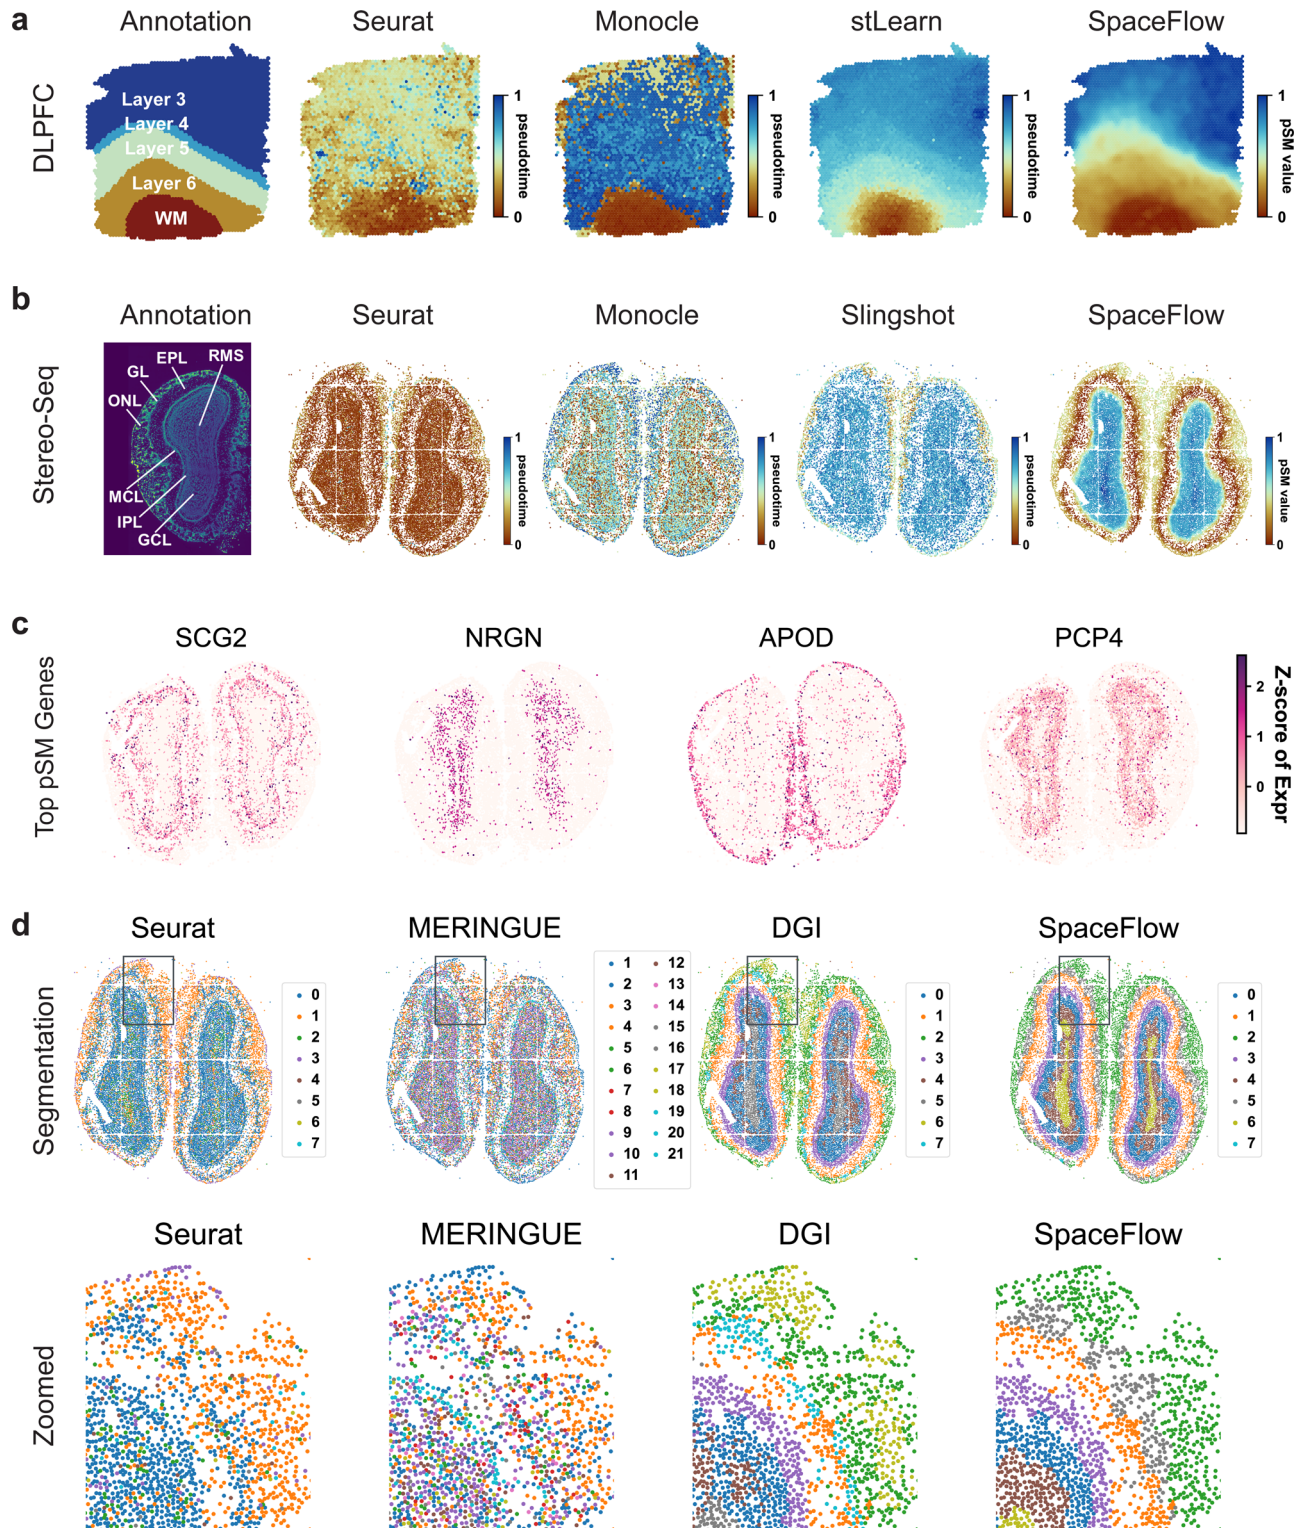 a
Annotation
Seurat
Monocle
stLearn
SpaceFlow
DLPFC
Layer 3
Layer 4
Layer 5
Layer 6
WM
1
pseudotime
0
1
pseudotime
0
1
pseudotime
0
1
pSM value
0
b
Annotation
Seurat
Monocle
Slingshot
SpaceFlow
Stereo-Seq
EPL
RMS
GL
ONL
MCL
IPL
GCL
1
pseudotime
0
1
pseudotime
0
1
pseudotime
0
1
pSM value
0
c
SCG2
NRGN
APOD
PCP4
Top pSM Genes
2
1
0
Z-score of Expr
d
Seurat
MERINGUE
DGI
SpaceFlow
Segmentation
0
1
2
3
4
5
6
7
1
2
3
4
5
6
7
8
9
10
11
12
13
14
15
16
17
18
19
20
21
0
1
2
3
4
5
6
7
0
1
2
3
4
5
6
7
Seurat
MERINGUE
DGI
SpaceFlow
Zoomed